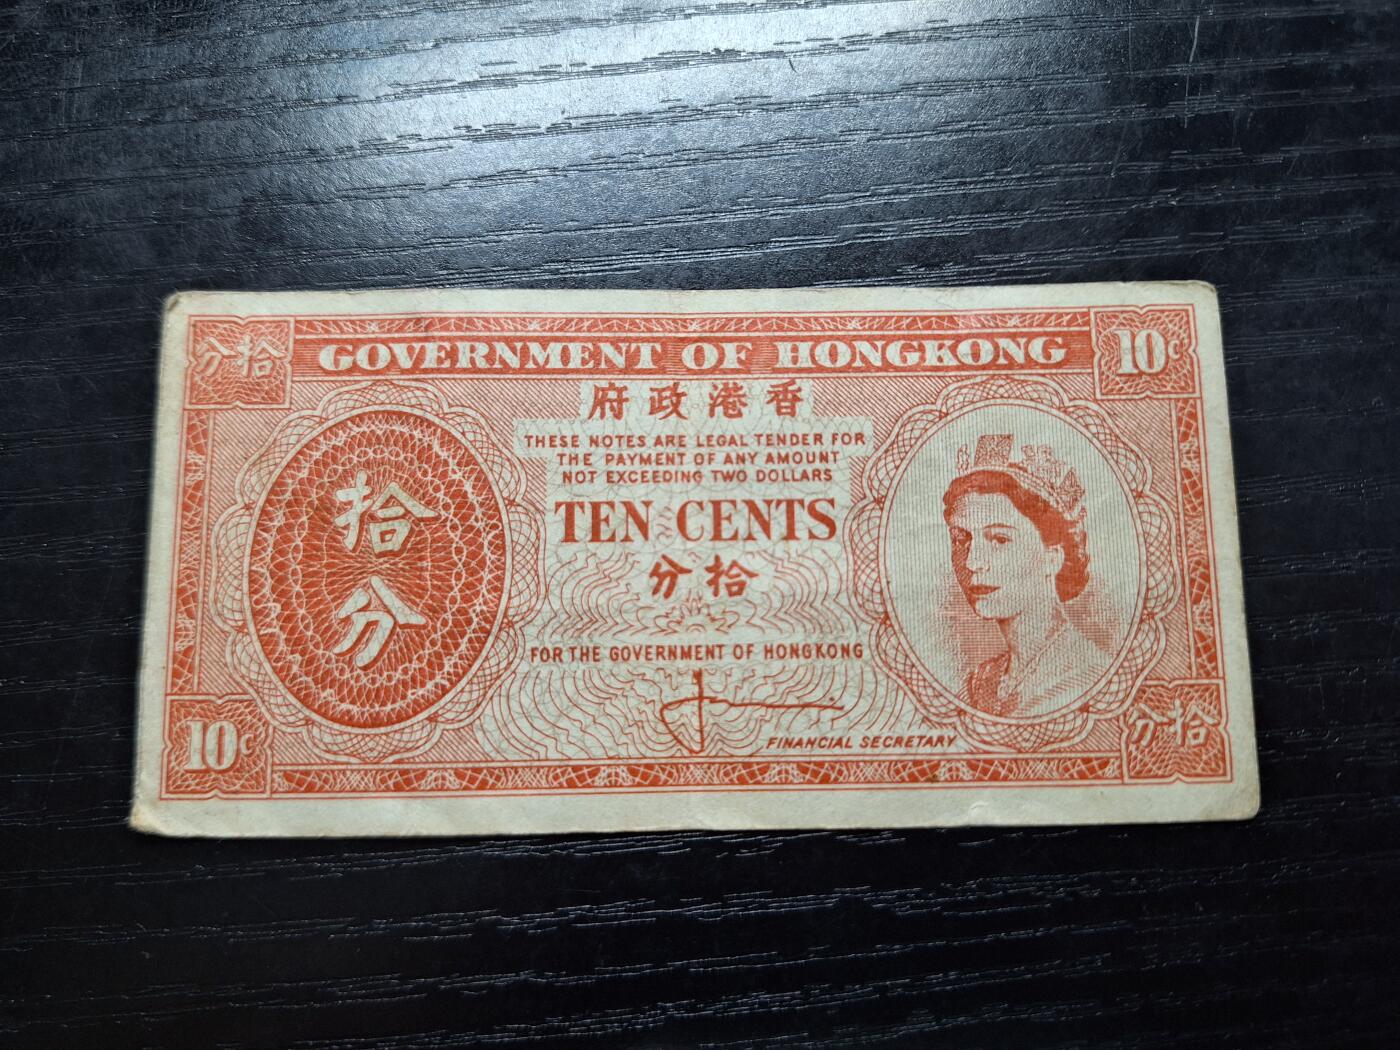 分拾
GOVERNMENT OF HONGKONG
10c
府政港香
THESE NOTES ARE LEGAL TENDER FOR
THE PAYMENT OF ANY AMOUNT
NOT EXCEEDING TWO DOLLARS
TEN CENTS
分拾
拾
分
FOR THE GOVERNMENT OF HONGKONG
FINANCIAL SECRETARY
10c
分拾